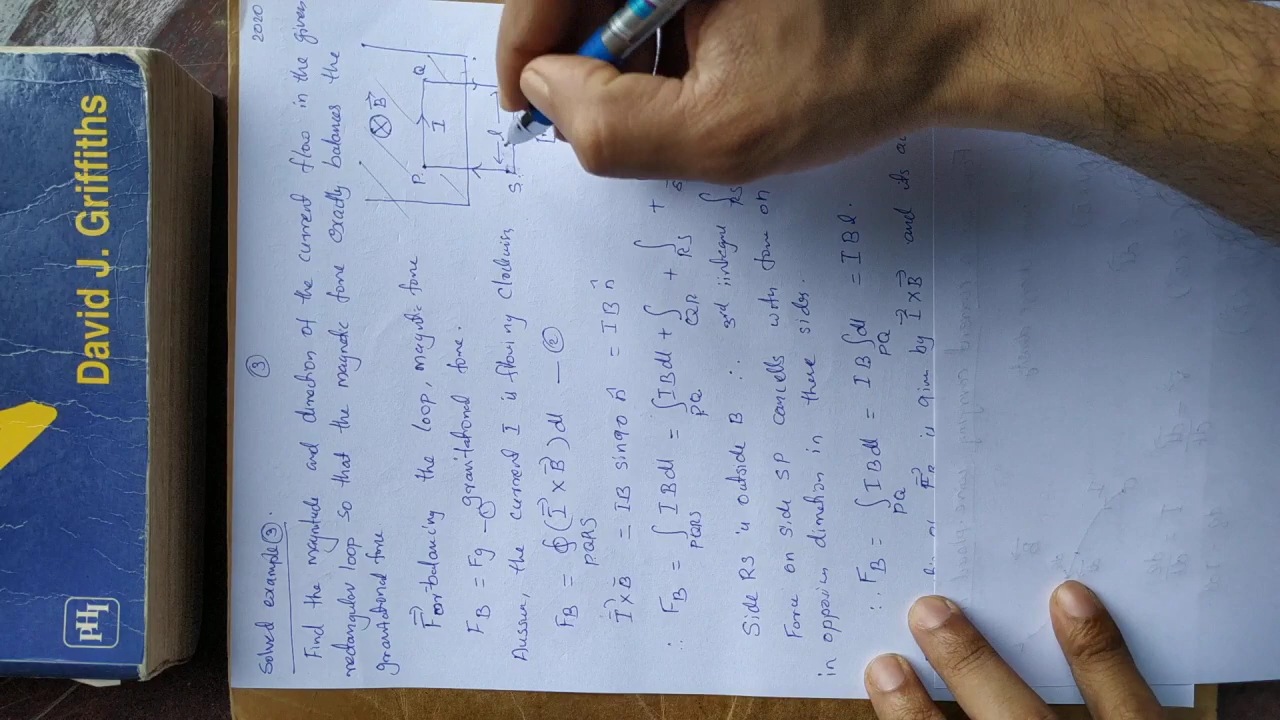 David J. Griffiths
PHI
2020
③
Solved example ③.
Find the magnitude and direction of the current flow in the given
rectangular loop so that the magnetic force exactly balances the
gravitational force
For balancing the loop, magnetic force
F_B = Fg —① gravitational force.
Assume, the current I is flowing clockwise
F_B = ∮ (I⃗ × B⃗) dl — ②
PQRS
I⃗×B⃗ = IB sin90 n̂ = IB n̂
∴ F_B = ∫ IBdl = ∫IBdl + ∫ + ∫ +
PQRS PQ QR RS
Side RS is outside B ∴ 3rd integral ∫
RS
Force on side SP cancells with force on
in opposite direction in these sides.
∴ F_B = ∫ IBdl = IB ∫dl = IBl.
PQ PQ
is given by I⃗×B⃗ and its
⊗ B⃗
P
Q
I
S
l